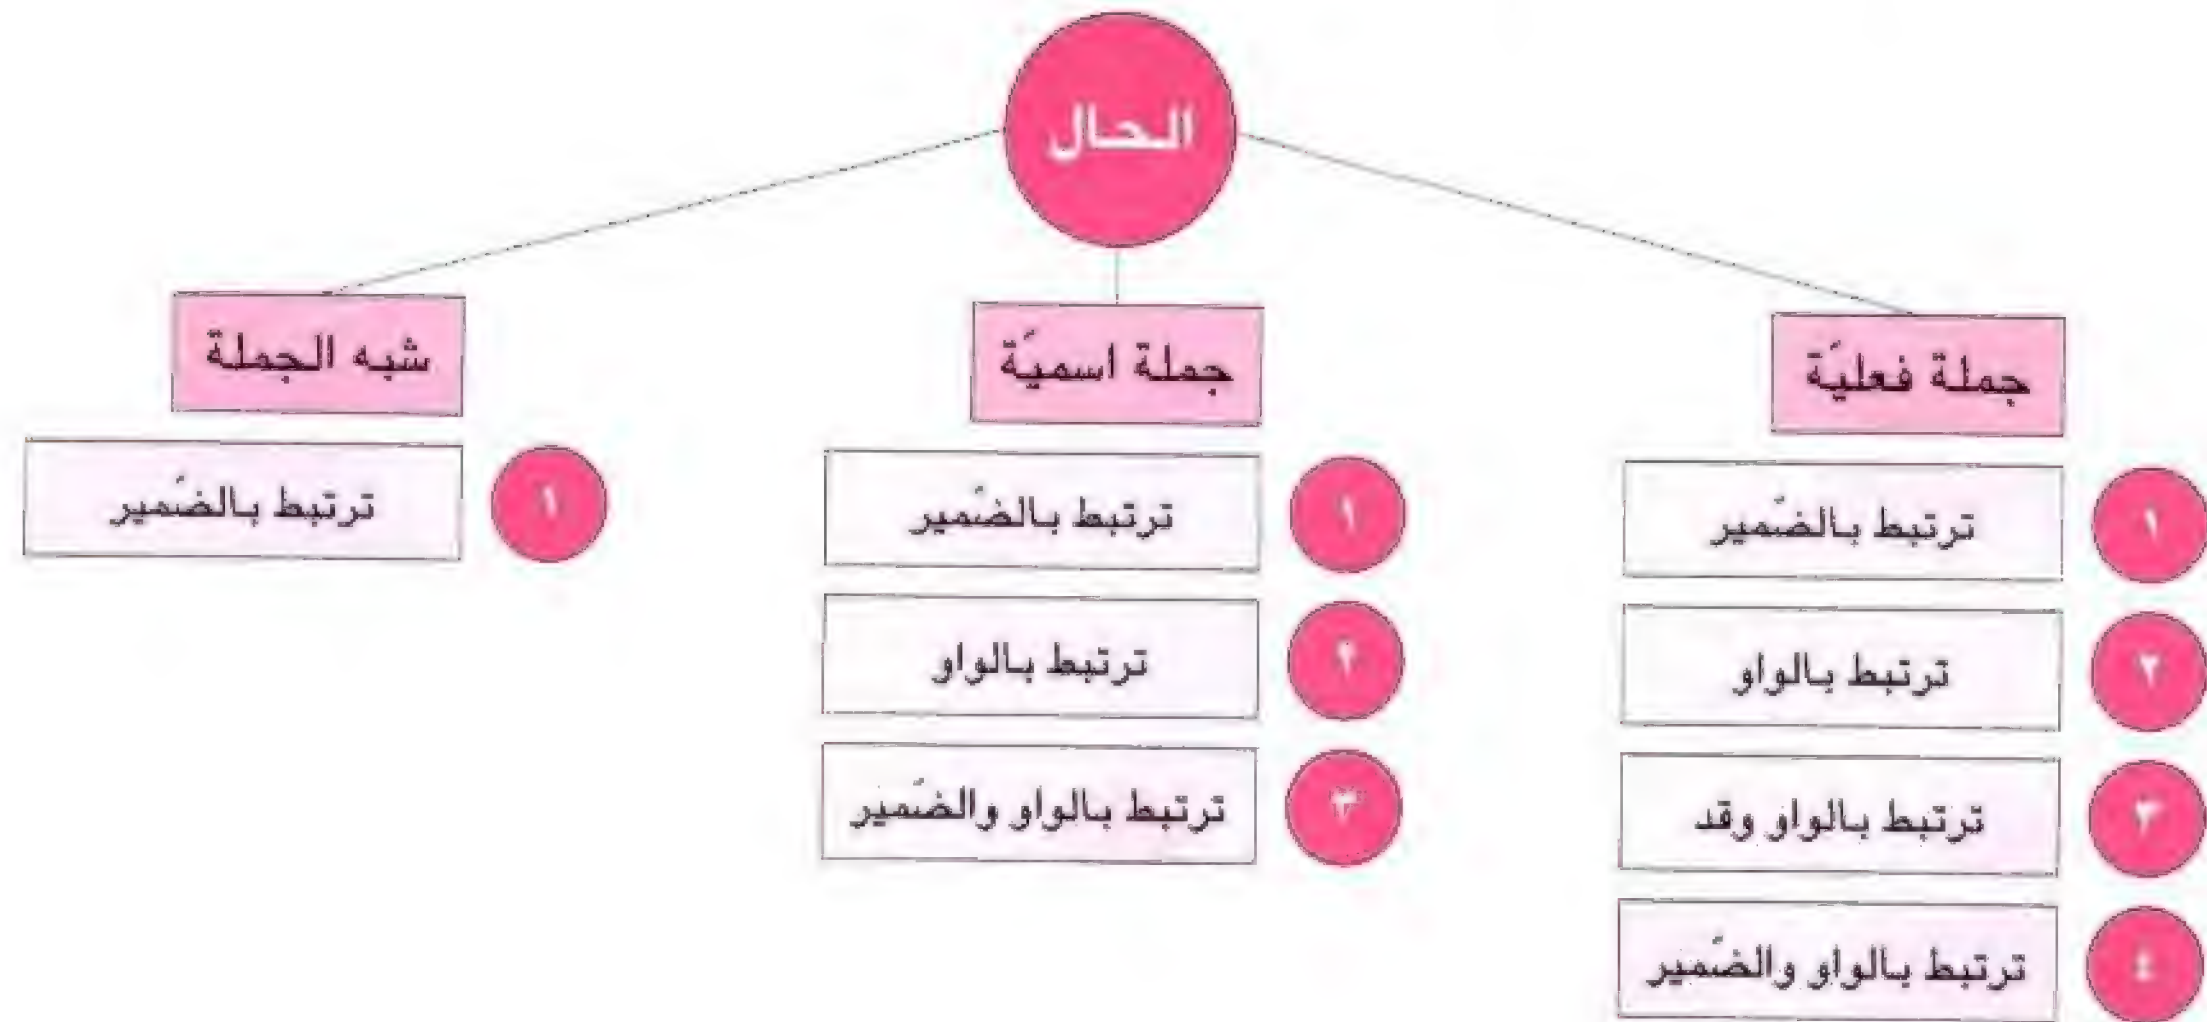 الحال
جملة فعليّة
١ ترتبط بالضّمير
٢ ترتبط بالواو
٣ ترتبط بالواو وقد
٤ ترتبط بالواو والضّمير
جملة اسميّة
١ ترتبط بالضّمير
٢ ترتبط بالواو
٣ ترتبط بالواو والضّمير
شبه الجملة
١ ترتبط بالضّمير